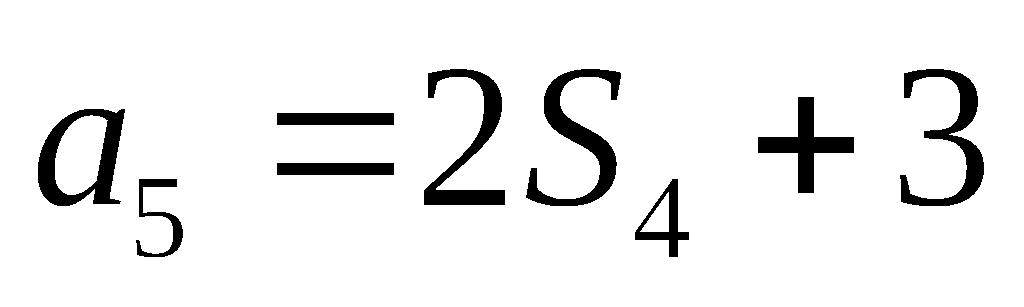 a₅ = 2S₄ + 3